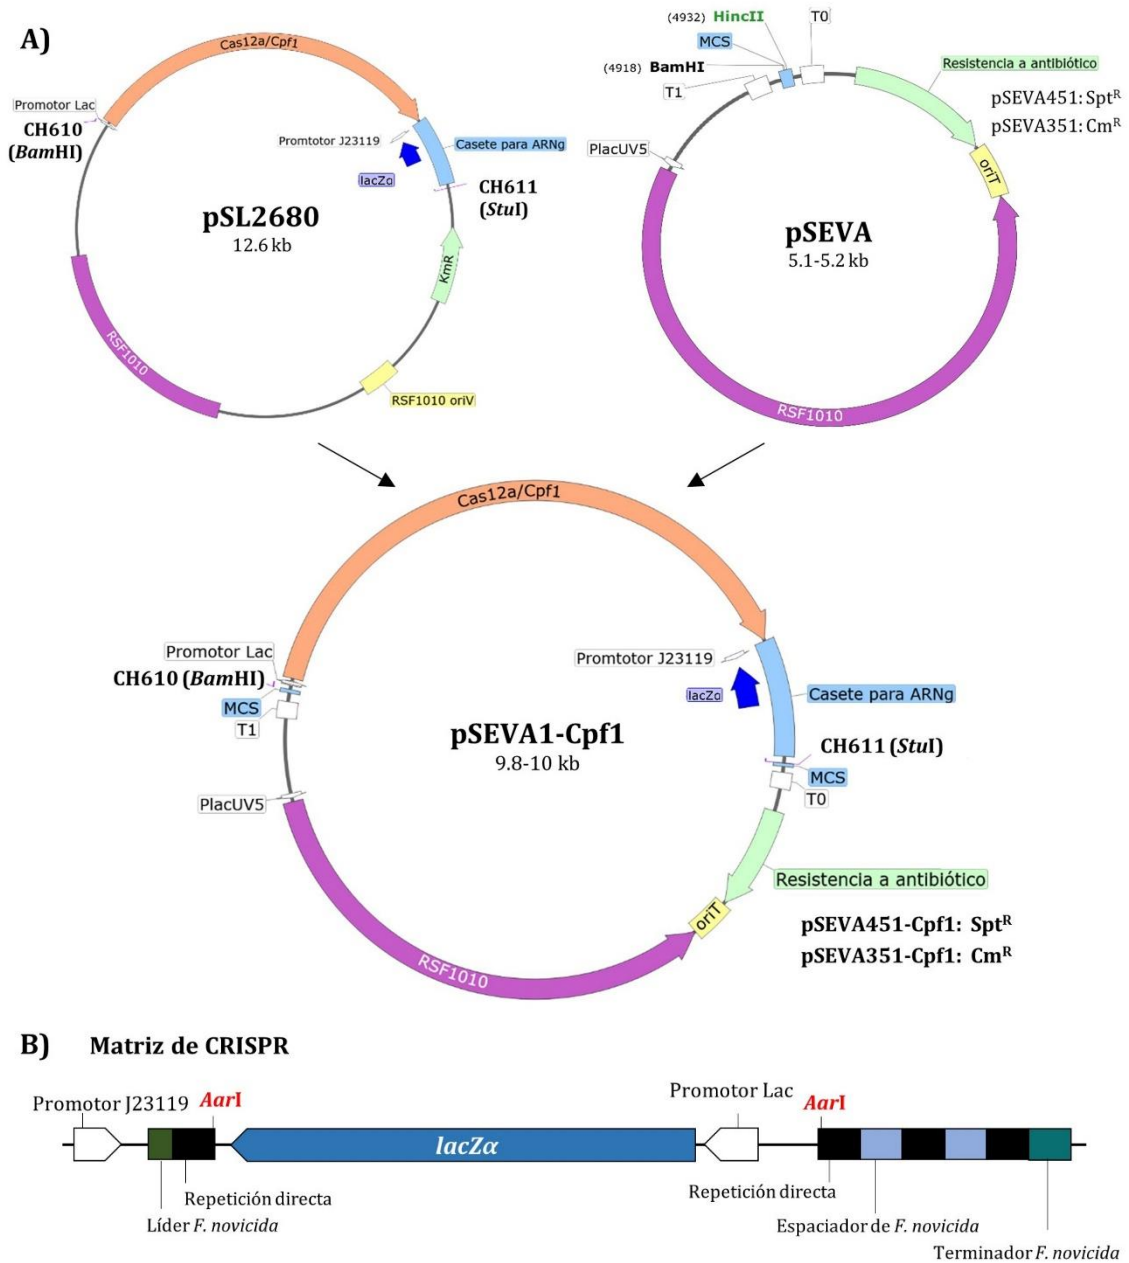 A)
Cas12a/Cpf1
Promotor Lac
CH610
(BamHI)
Promtotor J23119
Casete para ARNg
lacZα
CH611
(StuI)
pSL2680
12.6 kb
KmR
RSF1010
RSF1010 oriV
(4932) HincII
T0
MCS
(4918) BamHI
T1
Resistencia a antibiótico
pSEVA451: SptR
pSEVA351: CmR
PlacUV5
oriT
pSEVA
5.1-5.2 kb
RSF1010
Cas12a/Cpf1
Promotor Lac
CH610 (BamHI)
MCS
T1
Promtotor J23119
lacZα
Casete para ARNg
pSEVA1-Cpf1
9.8-10 kb
CH611 (StuI)
MCS
T0
PlacUV5
Resistencia a antibiótico
oriT
pSEVA451-Cpf1: SptR
pSEVA351-Cpf1: CmR
RSF1010
B) Matriz de CRISPR
Promotor J23119
AarI
Promotor Lac
AarI
lacZα
Repetición directa
Líder F. novicida
Repetición directa
Espaciador de F. novicida
Terminador F. novicida